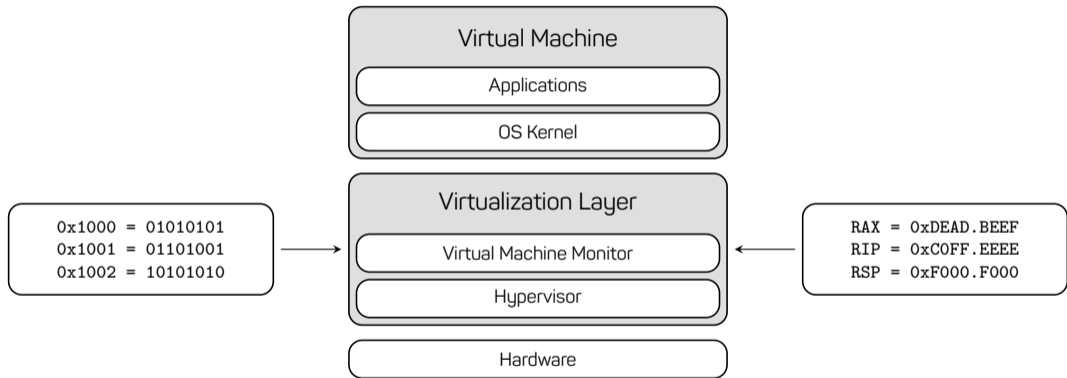 Virtual Machine
Applications
OS Kernel
Virtualization Layer
Virtual Machine Monitor
Hypervisor
Hardware
0x1000 = 01010101
0x1001 = 01101001
0x1002 = 10101010
RAX = 0xDEAD.BEEF
RIP = 0xC0FF.EEEE
RSP = 0xF000.F000